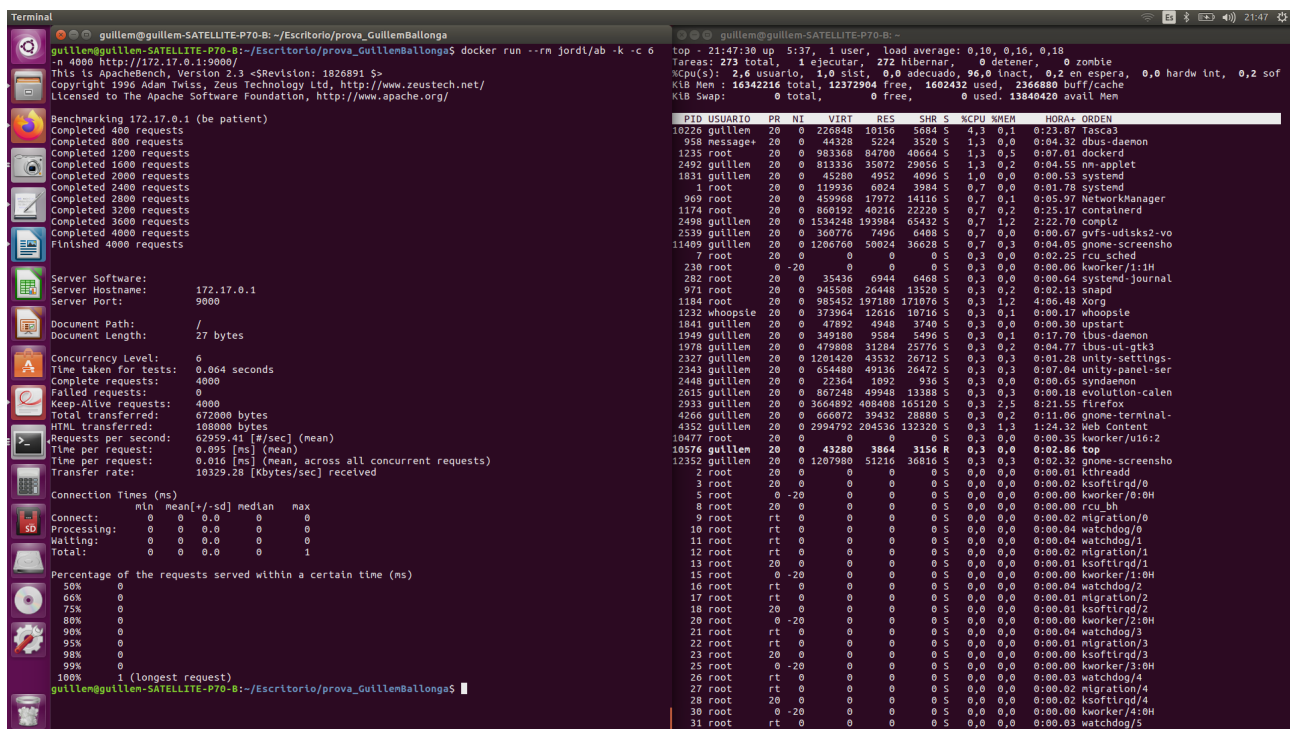 Terminal
Es 21:47
guillem@guillem-SATELLITE-P70-B: ~/Escritorio/prova_GuillemBallonga
guillem@guillem-SATELLITE-P70-B:~/Escritorio/prova_GuillemBallonga$ docker run --rm jordi/ab -k -c 6
-n 4000 http://172.17.0.1:9000/
This is ApacheBench, Version 2.3 <$Revision: 1826891 $>
Copyright 1996 Adam Twiss, Zeus Technology Ltd, http://www.zeustech.net/
Licensed to The Apache Software Foundation, http://www.apache.org/
Benchmarking 172.17.0.1 (be patient)
Completed 400 requests
Completed 800 requests
Completed 1200 requests
Completed 1600 requests
Completed 2000 requests
Completed 2400 requests
Completed 2800 requests
Completed 3200 requests
Completed 3600 requests
Completed 4000 requests
Finished 4000 requests
Server Software:
Server Hostname: 172.17.0.1
Server Port: 9000
Document Path: /
Document Length: 27 bytes
Concurrency Level: 6
Time taken for tests: 0.064 seconds
Complete requests: 4000
Failed requests: 0
Keep-Alive requests: 4000
Total transferred: 672000 bytes
HTML transferred: 108000 bytes
Requests per second: 62959.41 [#/sec] (mean)
Time per request: 0.095 [ms] (mean)
Time per request: 0.016 [ms] (mean, across all concurrent requests)
Transfer rate: 10329.28 [Kbytes/sec] received
Connection Times (ms)
min mean[+/-sd] median max
Connect: 0 0 0.0 0 0
Processing: 0 0 0.0 0 0
Waiting: 0 0 0.0 0 0
Total: 0 0 0.0 0 1
Percentage of the requests served within a certain time (ms)
50% 0
66% 0
75% 0
80% 0
90% 0
95% 0
98% 0
99% 0
100% 1 (longest request)
guillem@guillem-SATELLITE-P70-B:~/Escritorio/prova_GuillemBallonga$
guillem@guillem-SATELLITE-P70-B: ~
top - 21:47:30 up 5:37, 1 user, load average: 0,10, 0,16, 0,18
Tareas: 273 total, 1 ejecutar, 272 hibernar, 0 detener, 0 zombie
%Cpu(s): 2,6 usuario, 1,0 sist, 0,0 adecuado, 96,0 inact, 0,2 en espera, 0,0 hardw int, 0,2 sof
KiB Mem : 16342216 total, 12372904 free, 1602432 used, 2366880 buff/cache
KiB Swap: 0 total, 0 free, 0 used. 13840420 avail Mem
PID USUARIO PR NI VIRT RES SHR S %CPU %MEM HORA+ ORDEN
10226 guillem 20 0 226848 10156 5684 S 4,3 0,1 0:23.87 Tasca3
958 message+ 20 0 44328 5224 3520 S 1,3 0,0 0:04.32 dbus-daemon
1235 root 20 0 983368 84700 40664 S 1,3 0,5 0:07.01 dockerd
2492 guillem 20 0 813336 35072 29056 S 1,3 0,2 0:04.55 nm-applet
1831 guillem 20 0 45280 4952 4096 S 1,0 0,0 0:00.53 systemd
1 root 20 0 119936 6024 3984 S 0,7 0,0 0:01.78 systemd
969 root 20 0 459968 17972 14116 S 0,7 0,1 0:05.97 NetworkManager
1174 root 20 0 860192 40216 22220 S 0,7 0,2 0:25.17 containerd
2498 guillem 20 0 1534248 193984 65432 S 0,7 1,2 2:22.70 compiz
2539 guillem 20 0 360776 7496 6408 S 0,7 0,0 0:00.67 gvfs-udisks2-vo
11409 guillem 20 0 1206760 50024 36628 S 0,7 0,3 0:04.05 gnome-screensho
7 root 20 0 0 0 0 S 0,3 0,0 0:02.25 rcu_sched
230 root 0 -20 0 0 0 S 0,3 0,0 0:00.06 kworker/1:1H
282 root 20 0 35436 6944 6468 S 0,3 0,0 0:00.64 systemd-journal
971 root 20 0 945508 26448 13520 S 0,3 0,2 0:02.13 snapd
1184 root 20 0 985452 197180 171076 S 0,3 1,2 4:06.48 Xorg
1232 whoopsie 20 0 373964 12616 10716 S 0,3 0,1 0:00.17 whoopsie
1841 guillem 20 0 47892 4948 3740 S 0,3 0,0 0:00.30 upstart
1949 guillem 20 0 349180 9584 5496 S 0,3 0,1 0:17.70 ibus-daemon
1978 guillem 20 0 479808 31284 25776 S 0,3 0,2 0:04.77 ibus-ui-gtk3
2327 guillem 20 0 1201420 43532 26712 S 0,3 0,3 0:01.28 unity-settings-
2343 guillem 20 0 654480 49136 26472 S 0,3 0,3 0:07.04 unity-panel-ser
2448 guillem 20 0 22364 1092 936 S 0,3 0,0 0:00.65 syndaemon
2615 guillem 20 0 867248 49948 13388 S 0,3 0,3 0:00.18 evolution-calen
2933 guillem 20 0 3664892 408408 165120 S 0,3 2,5 8:21.55 firefox
4266 guillem 20 0 666072 39432 28880 S 0,3 0,2 0:11.06 gnome-terminal-
4352 guillem 20 0 2994792 204536 132320 S 0,3 1,3 1:24.32 Web Content
10477 root 20 0 0 0 0 S 0,3 0,0 0:00.35 kworker/u16:2
10576 guillem 20 0 43280 3864 3156 R 0,3 0,0 0:02.86 top
12352 guillem 20 0 1207980 51216 36816 S 0,3 0,3 0:02.32 gnome-screensho
2 root 20 0 0 0 0 S 0,0 0,0 0:00.01 kthreadd
3 root 20 0 0 0 0 S 0,0 0,0 0:00.02 ksoftirqd/0
5 root 0 -20 0 0 0 S 0,0 0,0 0:00.00 kworker/0:0H
8 root 20 0 0 0 0 S 0,0 0,0 0:00.00 rcu_bh
9 root rt 0 0 0 0 S 0,0 0,0 0:00.02 migration/0
10 root rt 0 0 0 0 S 0,0 0,0 0:00.04 watchdog/0
11 root rt 0 0 0 0 S 0,0 0,0 0:00.04 watchdog/1
12 root rt 0 0 0 0 S 0,0 0,0 0:00.02 migration/1
13 root 20 0 0 0 0 S 0,0 0,0 0:00.01 ksoftirqd/1
15 root 0 -20 0 0 0 S 0,0 0,0 0:00.00 kworker/1:0H
16 root rt 0 0 0 0 S 0,0 0,0 0:00.04 watchdog/2
17 root rt 0 0 0 0 S 0,0 0,0 0:00.01 migration/2
18 root 20 0 0 0 0 S 0,0 0,0 0:00.01 ksoftirqd/2
20 root 0 -20 0 0 0 S 0,0 0,0 0:00.00 kworker/2:0H
21 root rt 0 0 0 0 S 0,0 0,0 0:00.04 watchdog/3
22 root rt 0 0 0 0 S 0,0 0,0 0:00.01 migration/3
23 root 20 0 0 0 0 S 0,0 0,0 0:00.00 ksoftirqd/3
25 root 0 -20 0 0 0 S 0,0 0,0 0:00.00 kworker/3:0H
26 root rt 0 0 0 0 S 0,0 0,0 0:00.03 watchdog/4
27 root rt 0 0 0 0 S 0,0 0,0 0:00.02 migration/4
28 root 20 0 0 0 0 S 0,0 0,0 0:00.02 ksoftirqd/4
30 root 0 -20 0 0 0 S 0,0 0,0 0:00.00 kworker/4:0H
31 root rt 0 0 0 0 S 0,0 0,0 0:00.03 watchdog/5